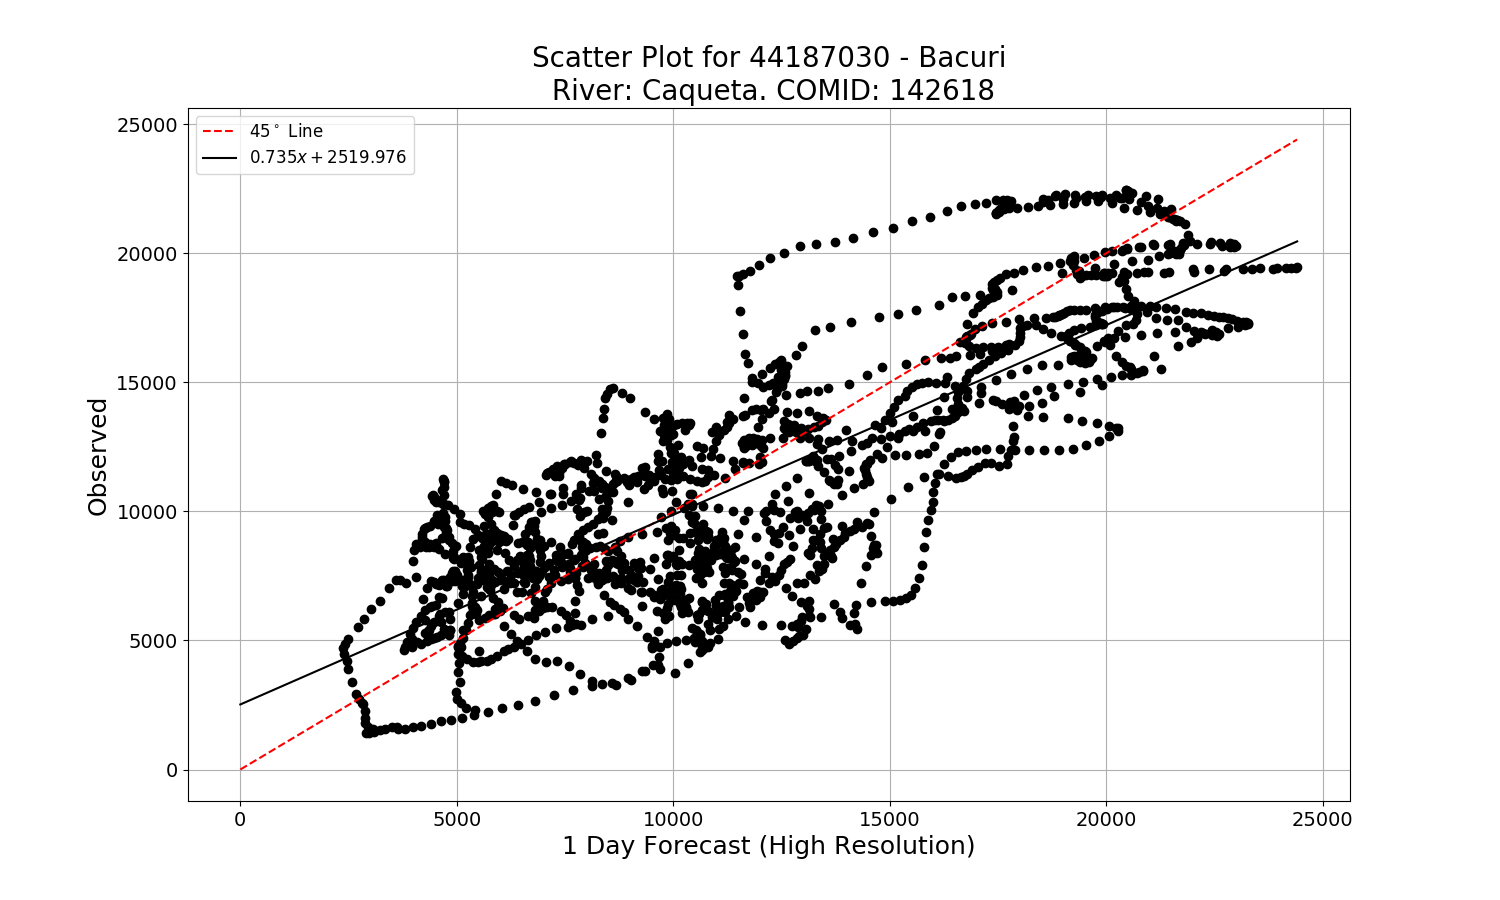 Scatter Plot for 44187030 - Bacuri
River: Caqueta. COMID: 142618
45° Line
0.735x + 2519.976
25000
20000
15000
10000
5000
0
Observed
0 5000 10000 15000 20000 25000
1 Day Forecast (High Resolution)